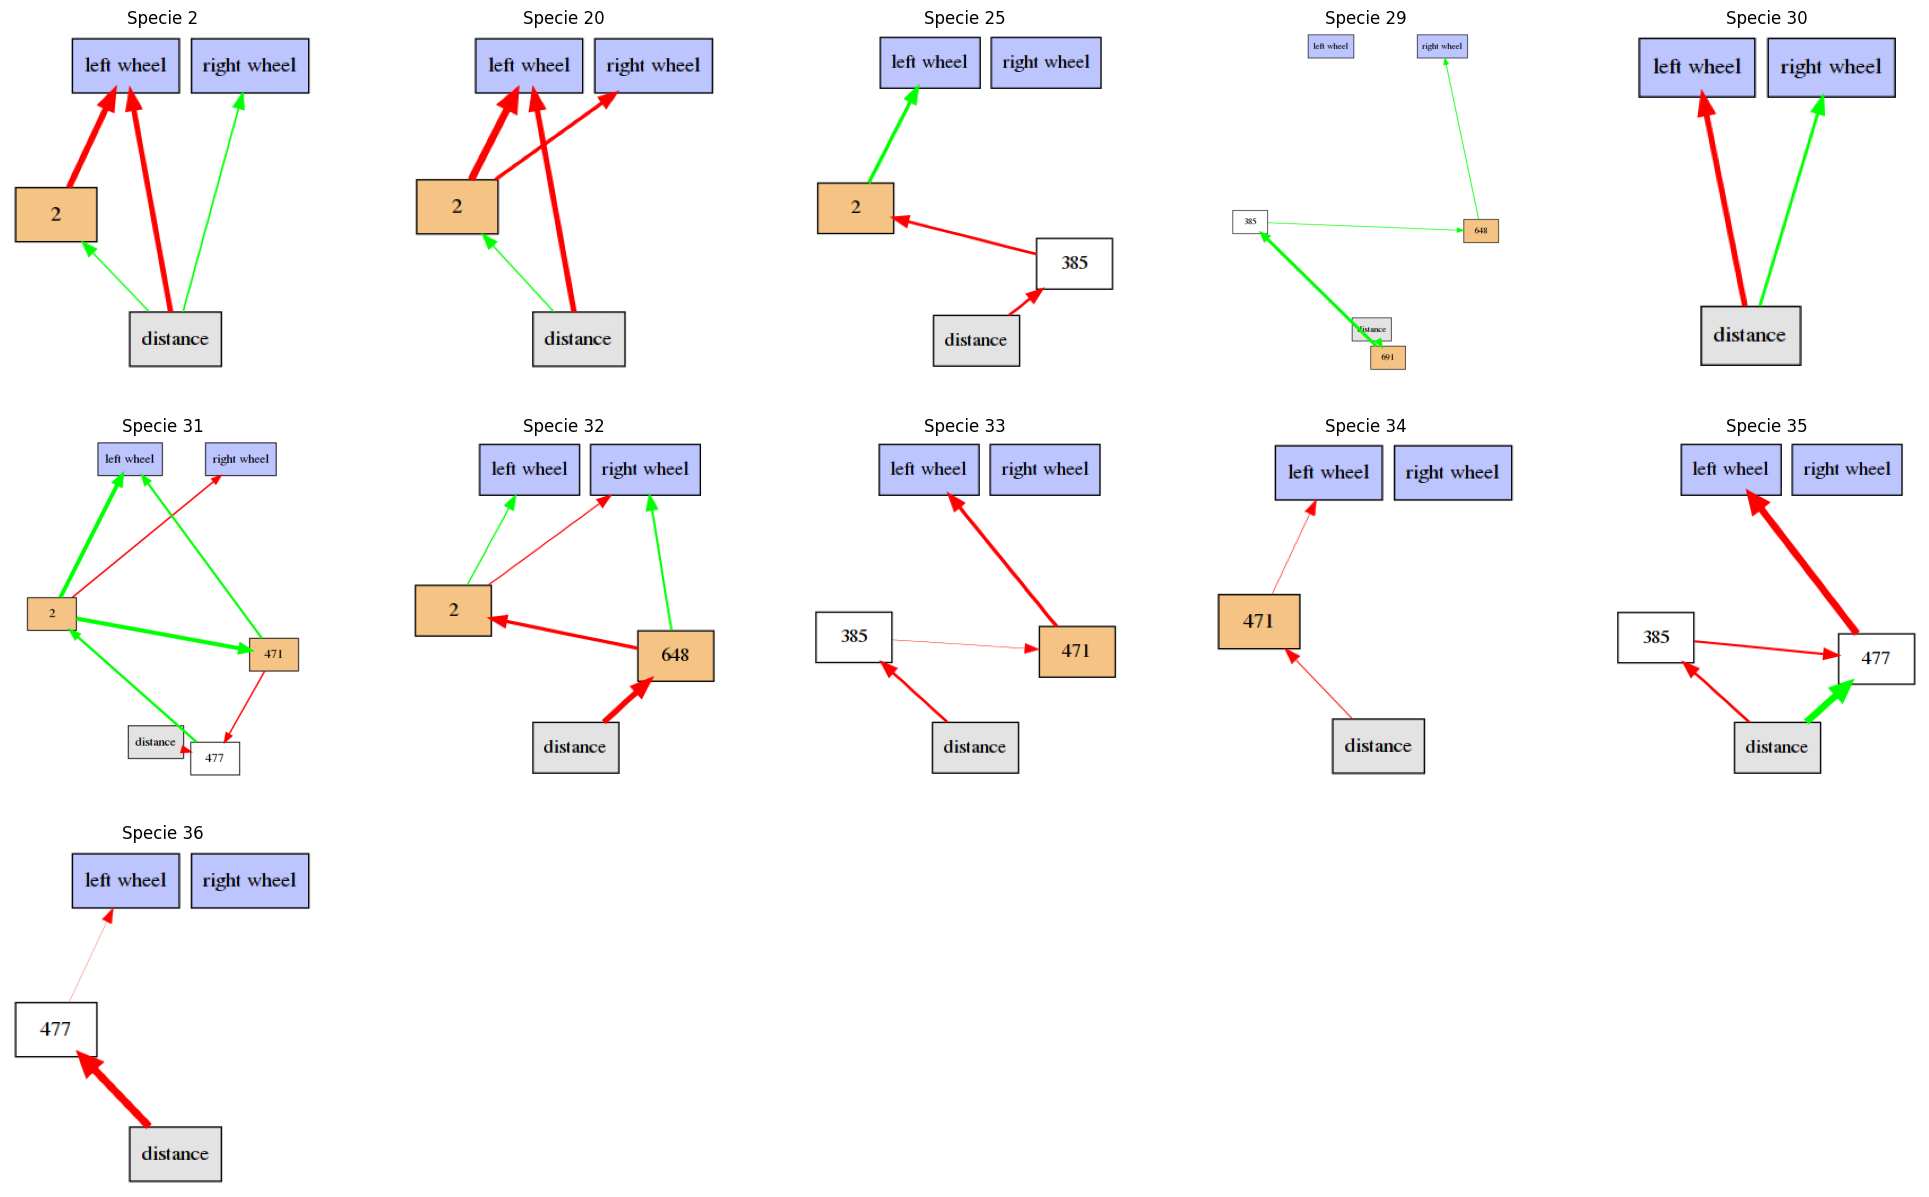 Specie 2
left wheel
right wheel
2
distance
Specie 20
left wheel
right wheel
2
distance
Specie 25
left wheel
right wheel
2
385
distance
Specie 29
left wheel
right wheel
385
648
distance
691
Specie 30
left wheel
right wheel
distance
Specie 31
left wheel
right wheel
2
471
distance
477
Specie 32
left wheel
right wheel
2
648
distance
Specie 33
left wheel
right wheel
385
471
distance
Specie 34
left wheel
right wheel
471
distance
Specie 35
left wheel
right wheel
385
477
distance
Specie 36
left wheel
right wheel
477
distance